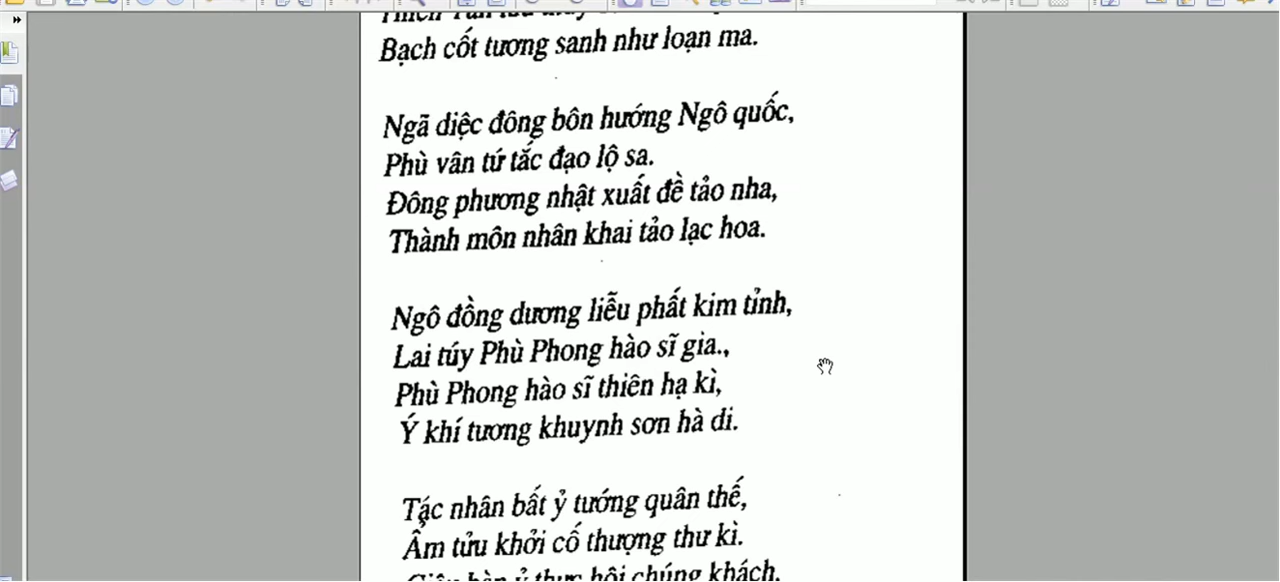 Bạch cốt tương sanh như loạn ma.
Ngã diệc đông bôn hướng Ngô quốc,
Phù vân tứ tắc đạo lộ sa.
Đông phương nhật xuất đề tảo nha,
Thành môn nhân khai tảo lạc hoa.
Ngô đồng dương liễu phất kim tỉnh,
Lai túy Phù Phong hào sĩ gia.,
Phù Phong hào sĩ thiên hạ kì,
Ý khí tương khuynh sơn hà di.
Tác nhân bất ỷ tướng quân thế,
Ẩm tửu khởi cố thượng thư kì.